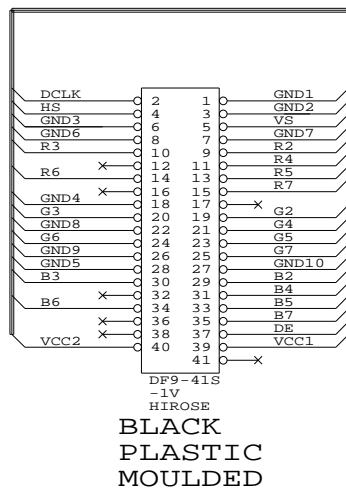 DCLK 2 1 GND1
HS 4 3 GND2
GND3 6 5 VS
GND6 8 7 GND7
R3 10 9 R2
12 11 R4
R6 14 13 R5
16 15 R7
GND4 18 17
G3 20 19 G2
GND8 22 21 G4
G6 24 23 G5
GND9 26 25 G7
GND5 28 27 GND10
B3 30 29 B2
32 31 B4
B6 34 33 B5
36 35 B7
38 37 DE
VCC2 40 39 VCC1
41
DF9-41S
-1V
HIROSE
BLACK
PLASTIC
MOULDED